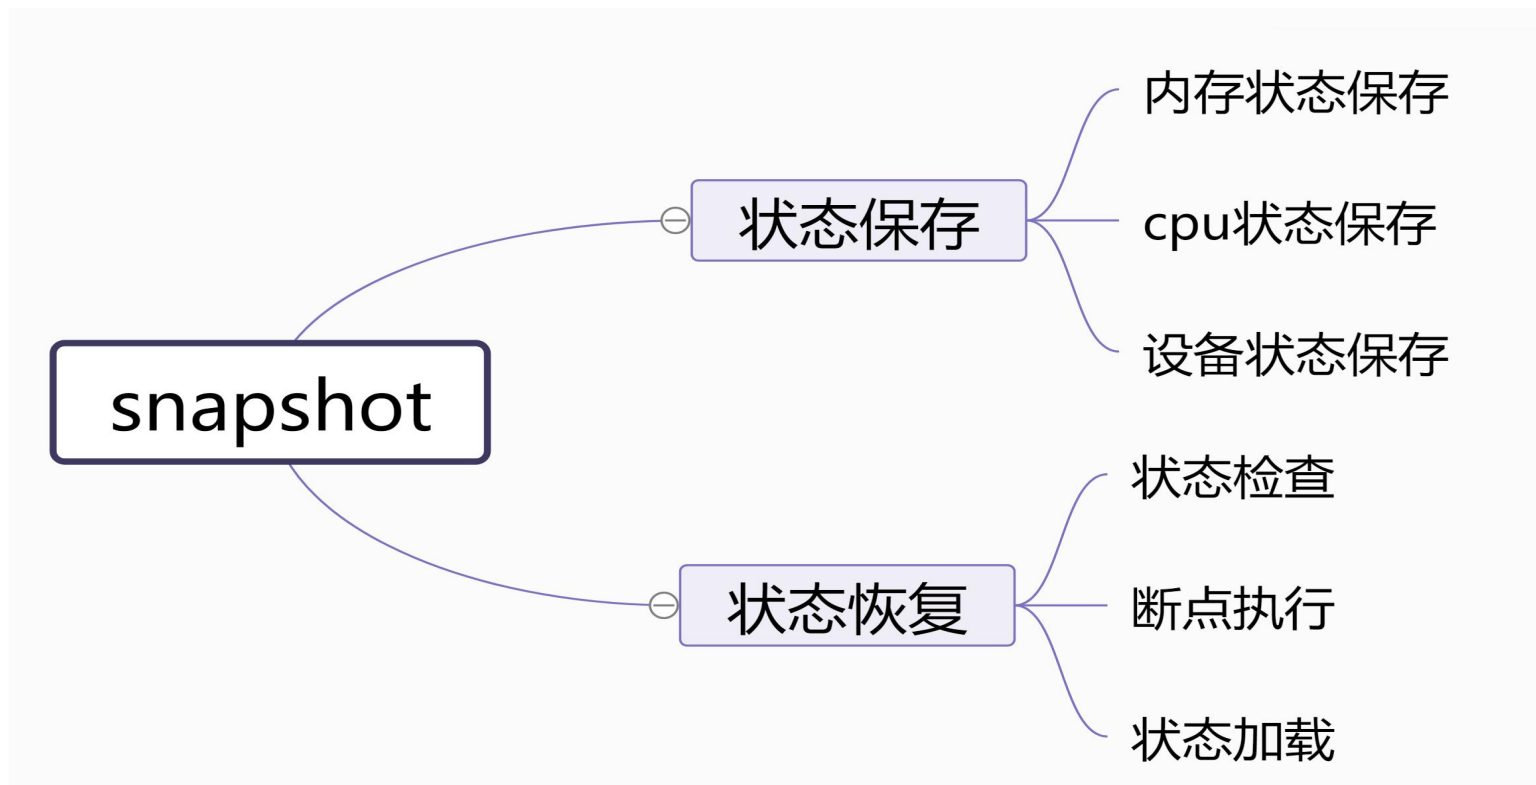 snapshot
状态保存
内存状态保存
cpu状态保存
设备状态保存
状态恢复
状态检查
断点执行
状态加载